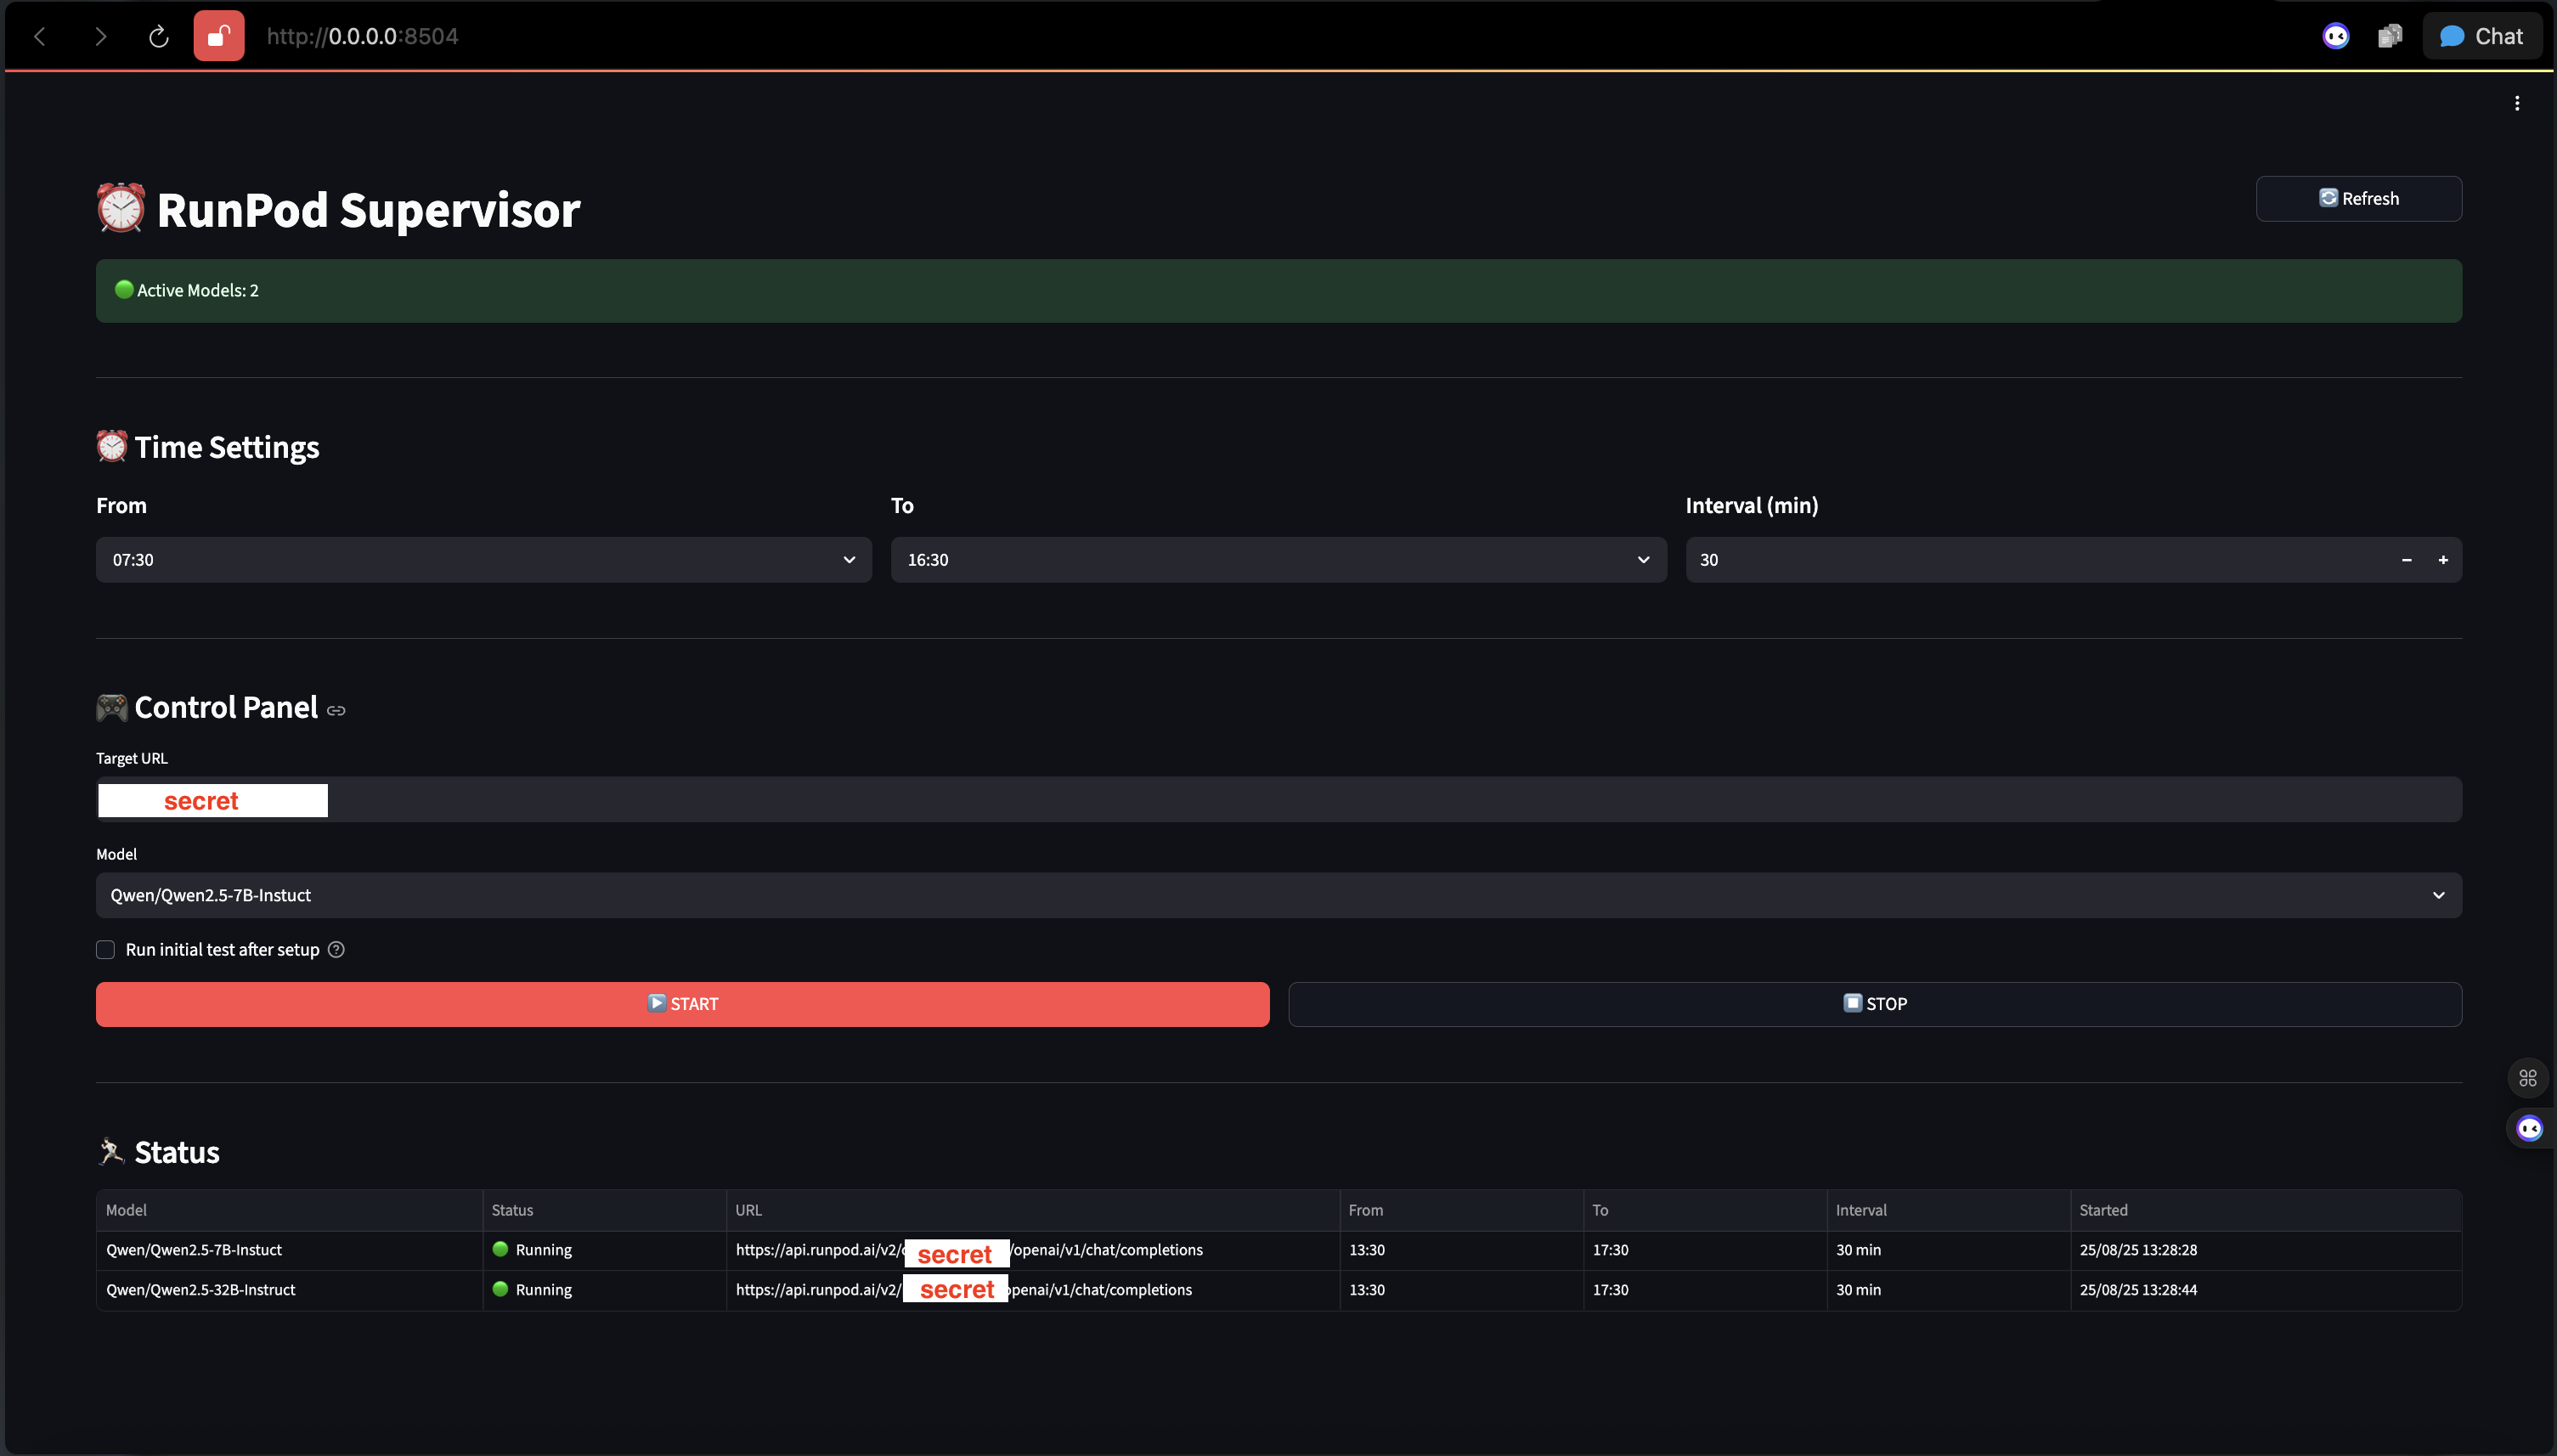 http://0.0.0.0:8504
Chat
RunPod Supervisor
Refresh
Active Models: 2
Time Settings
From To Interval (min)
07:30 16:30 30
Control Panel
Target URL
secret
Model
Qwen/Qwen2.5-7B-Instuct
Run initial test after setup
START STOP
Status
Model Status URL From To Interval Started
Qwen/Qwen2.5-7B-Instuct Running https://api.runpod.ai/v2/ secret /openai/v1/chat/completions 13:30 17:30 30 min 25/08/25 13:28:28
Qwen/Qwen2.5-32B-Instruct Running https://api.runpod.ai/v2/ secret openai/v1/chat/completions 13:30 17:30 30 min 25/08/25 13:28:44